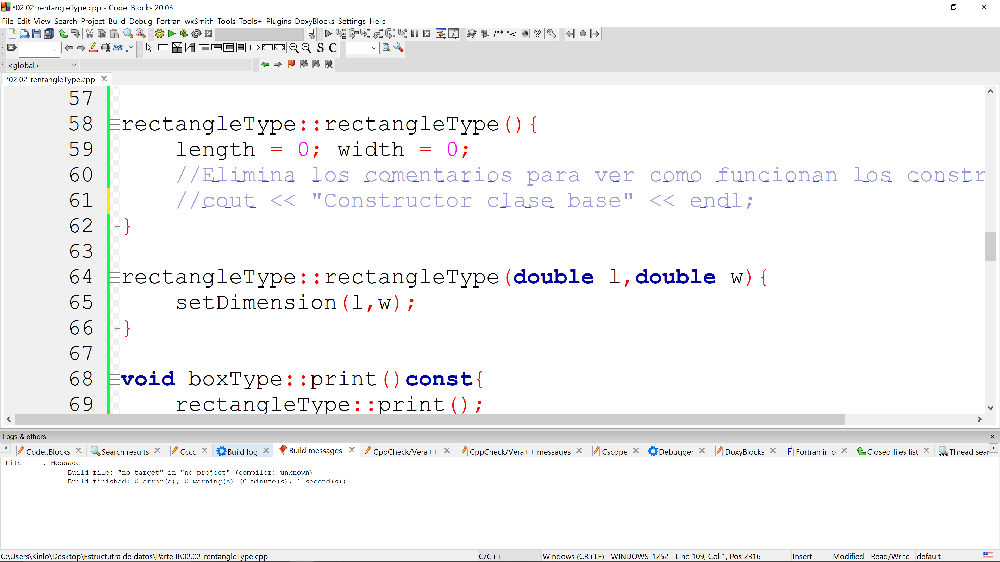 *02.02_rentangleType.cpp - Code::Blocks 20.03
File Edit View Search Project Build Debug Fortran wxSmith Tools Tools+ Plugins DoxyBlocks Settings Help
/** *<
Aa .* S C
<global>
*02.02_rentangleType.cpp
57
58 rectangleType::rectangleType(){
59 length = 0; width = 0;
60 //Elimina los comentarios para ver como funcionan los constr
61 //cout << "Constructor clase base" << endl;
62 }
63
64 rectangleType::rectangleType(double l,double w){
65 setDimension(l,w);
66 }
67
68 void boxType::print()const{
69 rectangleType::print();
Logs & others
Code::Blocks Search results Cccc Build log Build messages CppCheck/Vera++ CppCheck/Vera++ messages Cscope Debugger DoxyBlocks Fortran info Closed files list Thread sear
File L. Message
=== Build file: "no target" in "no project" (compiler: unknown) ===
=== Build finished: 0 error(s), 0 warning(s) (0 minute(s), 1 second(s)) ===
C:\Users\Kinlo\Desktop\Estructutra de datos\Parte II\02.02_rentangleType.cpp C/C++ Windows (CR+LF) WINDOWS-1252 Line 109, Col 1, Pos 2316 Insert Modified Read/Write default